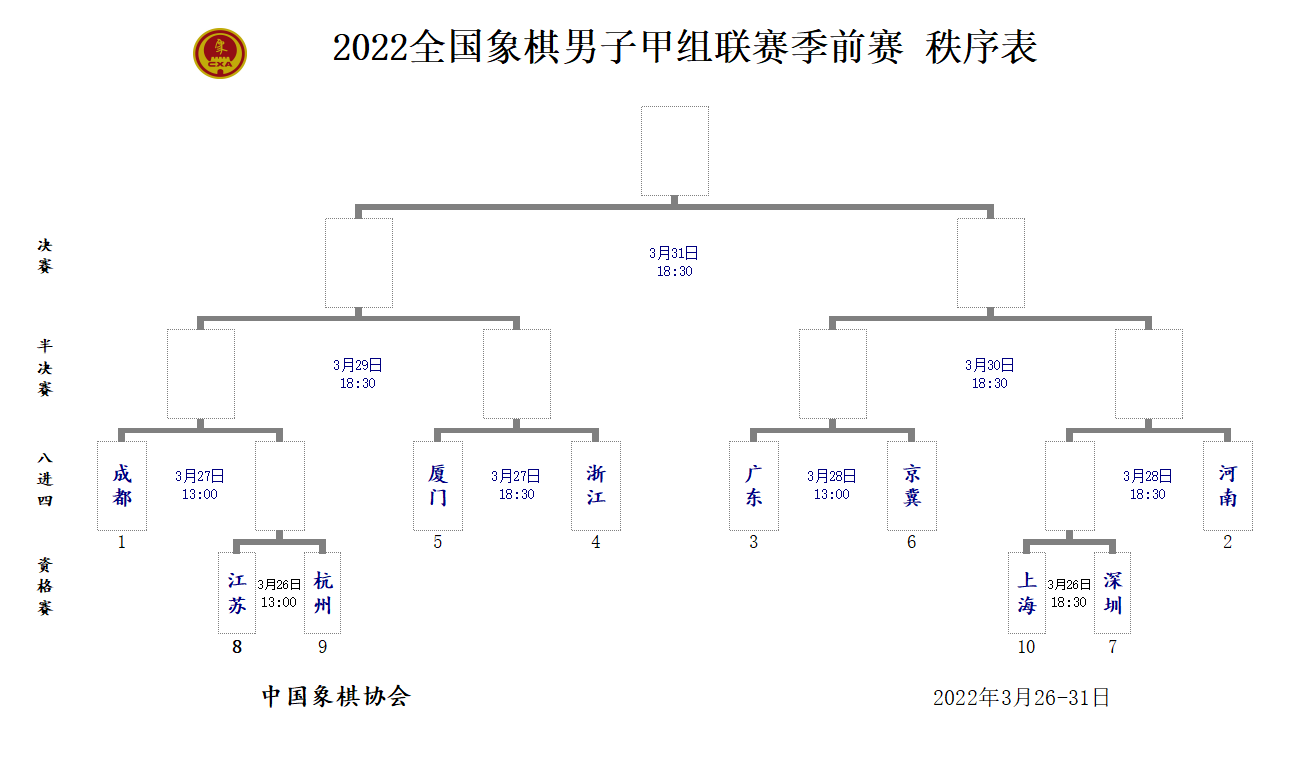 2022全国象棋男子甲组联赛季前赛 秩序表
CXA
决赛
3月31日
18:30
半决赛
3月29日
18:30
3月30日
18:30
八进四
成都
3月27日
13:00
厦门
3月27日
18:30
浙江
广东
3月28日
13:00
京冀
3月28日
18:30
河南
1
5
4
3
6
2
资格赛
江苏
3月26日
13:00
杭州
上海
3月26日
18:30
深圳
8
9
10
7
中国象棋协会
2022年3月26-31日